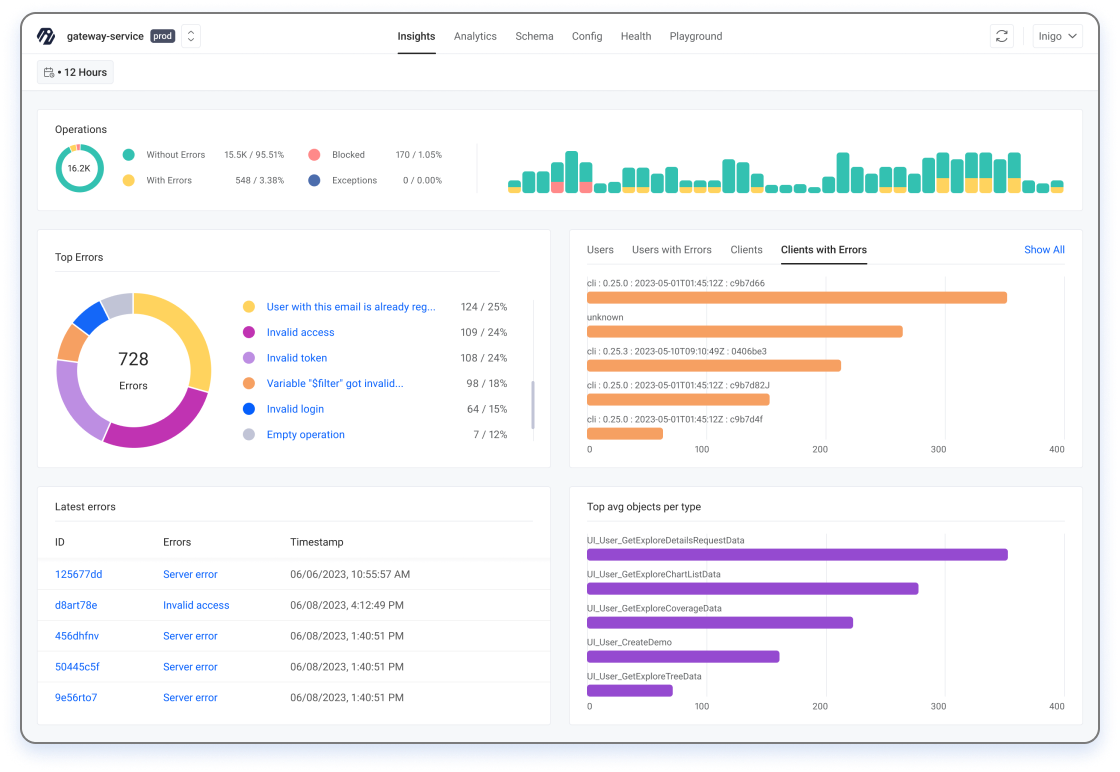 gateway-service prod
Insights Analytics Schema Config Health Playground
Inigo
• 12 Hours
Operations
16.2K
Without Errors 15.5K / 95.51%
Blocked 170 / 1.05%
With Errors 548 / 3.38%
Exceptions 0 / 0.00%
Top Errors
728
Errors
User with this email is already reg... 124 / 25%
Invalid access 109 / 24%
Invalid token 108 / 24%
Variable "$filter" got invalid... 98 / 18%
Invalid login 64 / 15%
Empty operation 7 / 12%
Users Users with Errors Clients Clients with Errors Show All
cli : 0.25.0 : 2023-05-01T01:45:12Z : c9b7d66
unknown
cli : 0.25.3 : 2023-05-10T09:10:49Z : 0406be3
cli : 0.25.0 : 2023-05-01T01:45:12Z : c9b7d82J
cli : 0.25.0 : 2023-05-01T01:45:12Z : c9b7d4f
0 100 200 300 400
Latest errors
ID Errors Timestamp
125677dd Server error 06/06/2023, 10:55:57 AM
d8art78e Invalid access 06/08/2023, 4:12:49 PM
456dhfnv Server error 06/08/2023, 1:40:51 PM
50445c5f Server error 06/08/2023, 1:40:51 PM
9e56rto7 Server error 06/08/2023, 1:40:51 PM
Top avg objects per type
UI_User_GetExploreDetailsRequestData
UI_User_GetExploreChartListData
UI_User_GetExploreCoverageData
UI_User_CreateDemo
UI_User_GetExploreTreeData
0 100 200 300 400